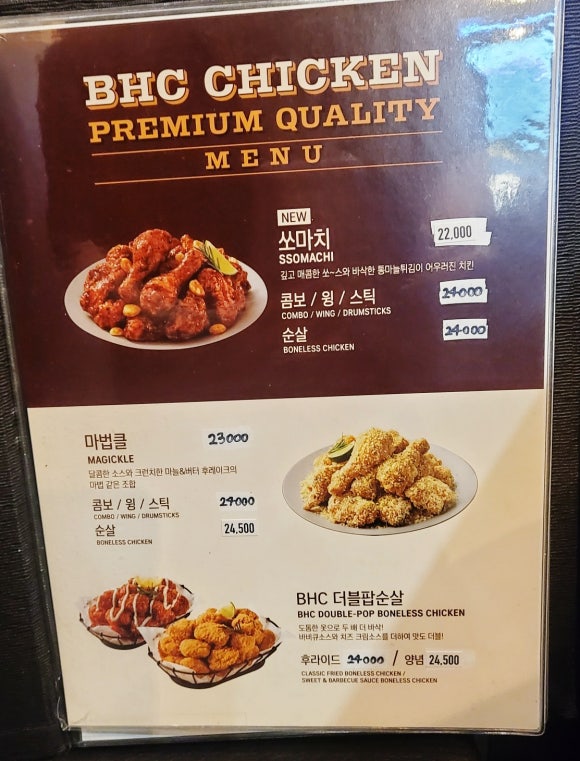 BHC CHICKEN
PREMIUM QUALITY
MENU
NEW
쏘마치 22,000
SSOMACHI
깊고 매콤한 쏘~스와 바삭한 통마늘튀김이 어우러진 치킨
콤보 / 윙 / 스틱 24000
COMBO / WING / DRUMSTICKS
순살 24000
BONELESS CHICKEN
마법클 23000
MAGICKLE
달콤한 소스와 크런치한 마늘&버터 후레이크의
마법 같은 조합
콤보 / 윙 / 스틱 24000
COMBO / WING / DRUMSTICKS
순살 24,500
BONELESS CHICKEN
BHC 더블팝순살
BHC DOUBLE-POP BONELESS CHICKEN
도톰한 옷으로 두 배 더 바삭!
바비큐소스와 치즈 크림소스를 더하여 맛도 더블!
후라이드 24000 / 양념 24,500
CLASSIC FRIED BONELESS CHICKEN /
SWEET & BARBECUE SAUCE BONELESS CHICKEN